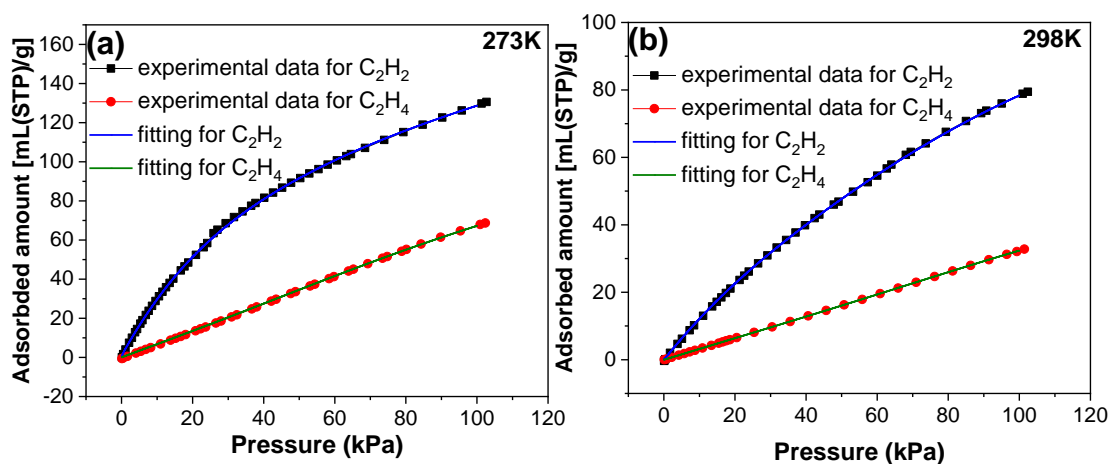 (a)
273K
experimental data for C₂H₂
experimental data for C₂H₄
fitting for C₂H₂
fitting for C₂H₄
Adsorbded amount [mL(STP)/g]
160
140
120
100
80
60
40
20
0
-20
0 20 40 60 80 100 120
Pressure (kPa)
(b)
298K
experimental data for C₂H₂
experimental data for C₂H₄
fitting for C₂H₂
fitting for C₂H₄
Adsorbed amount [mL(STP)/g]
100
80
60
40
20
0
0 20 40 60 80 100 120
Pressure (kPa)